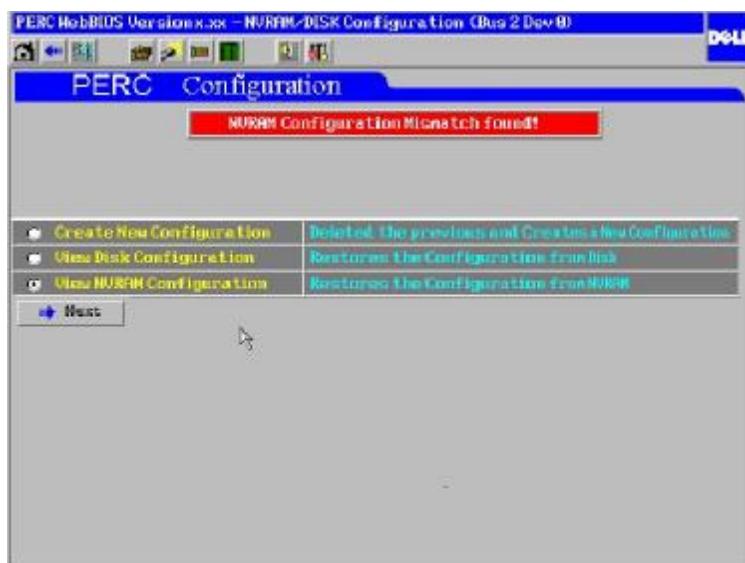 PERC WebBIOS Version x.xx - NVRAM/DISK Configuration (Bus 2 Dev 0)
DELL
PERC Configuration
NVRAM Configuration Mismatch found!
Create New Configuration Deleted the previous and Creates a New Configuration
View Disk Configuration Restores the Configuration from Disk
View NVRAM Configuration Restores the Configuration from NVRAM
Next